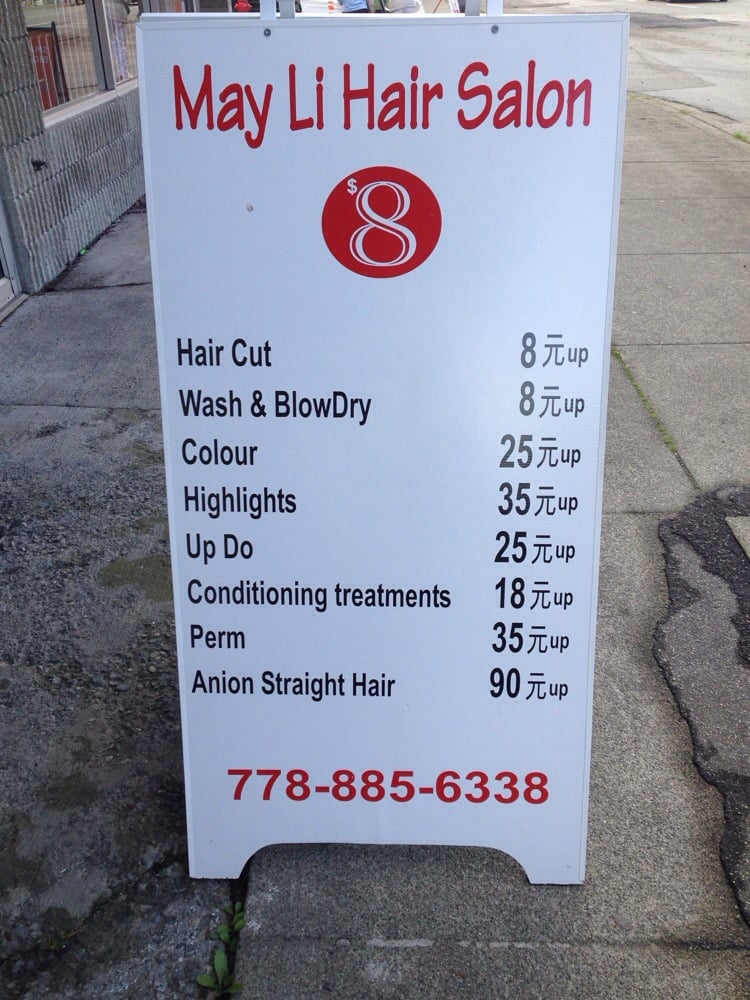 May Li Hair Salon
$8
Hair Cut 8元up
Wash & BlowDry 8元up
Colour 25元up
Highlights 35元up
Up Do 25元up
Conditioning treatments 18元up
Perm 35元up
Anion Straight Hair 90元up
778-885-6338